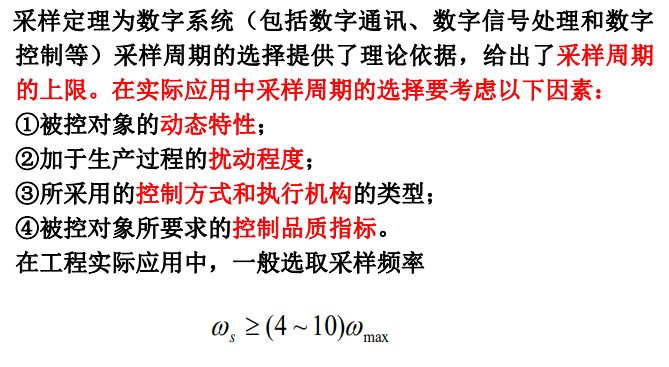 采样定理为数字系统（包括数字通讯、数字信号处理和数字
控制等）采样周期的选择提供了理论依据，给出了采样周期
的上限。在实际应用中采样周期的选择要考虑以下因素：
①被控对象的动态特性；
②加于生产过程的扰动程度；
③所采用的控制方式和执行机构的类型；
④被控对象所要求的控制品质指标。
在工程实际应用中，一般选取采样频率
ωs ≥ (4 ~ 10)ωmax